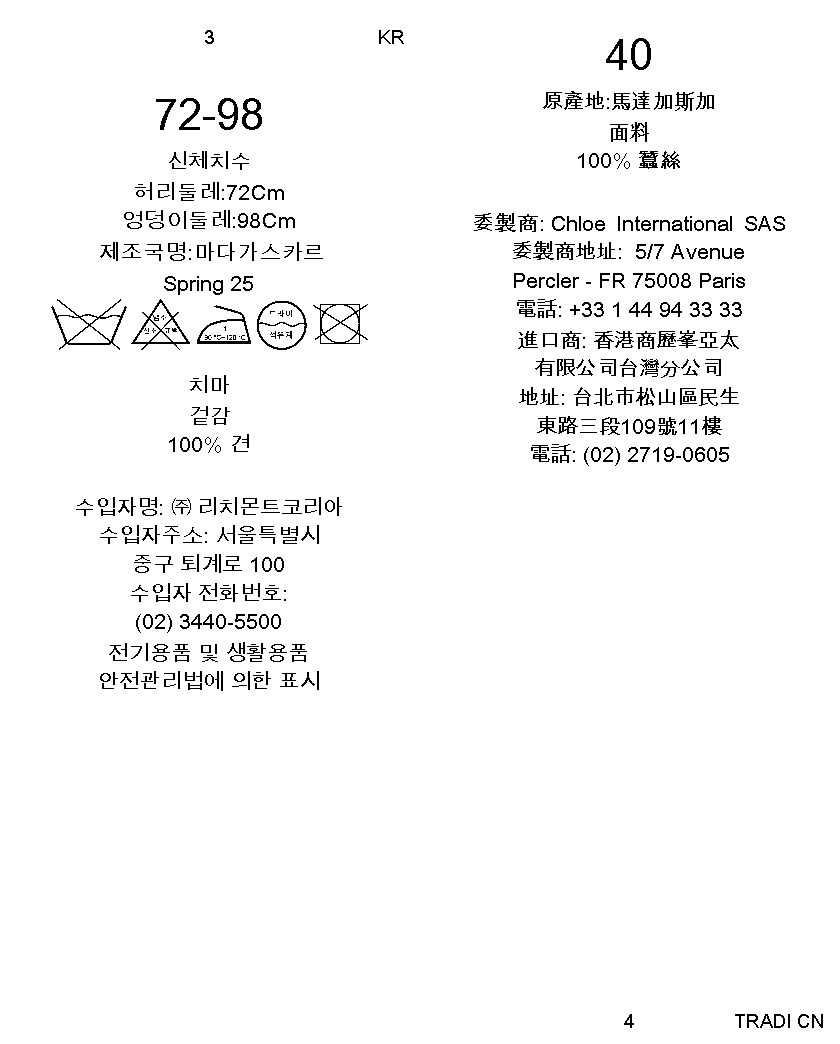 3
KR
72-98
신체치수
허리둘레:72Cm
엉덩이둘레:98Cm
제조국명:마다가스카르
Spring 25
염소
산소 표백
1
90 °C~120 °C
드라이
석유계
치마
겉감
100% 견
수입자명: ㈜ 리치몬트코리아
수입자주소: 서울특별시
중구 퇴계로 100
수입자 전화번호:
(02) 3440-5500
전기용품 및 생활용품
안전관리법에 의한 표시
40
原產地:馬達加斯加
面料
100% 蠶絲
委製商: Chloe International SAS
委製商地址: 5/7 Avenue
Percier - FR 75008 Paris
電話: +33 1 44 94 33 33
進口商: 香港商歷峯亞太
有限公司台灣分公司
地址: 台北市松山區民生
東路三段109號11樓
電話: (02) 2719-0605
4
TRADI CN